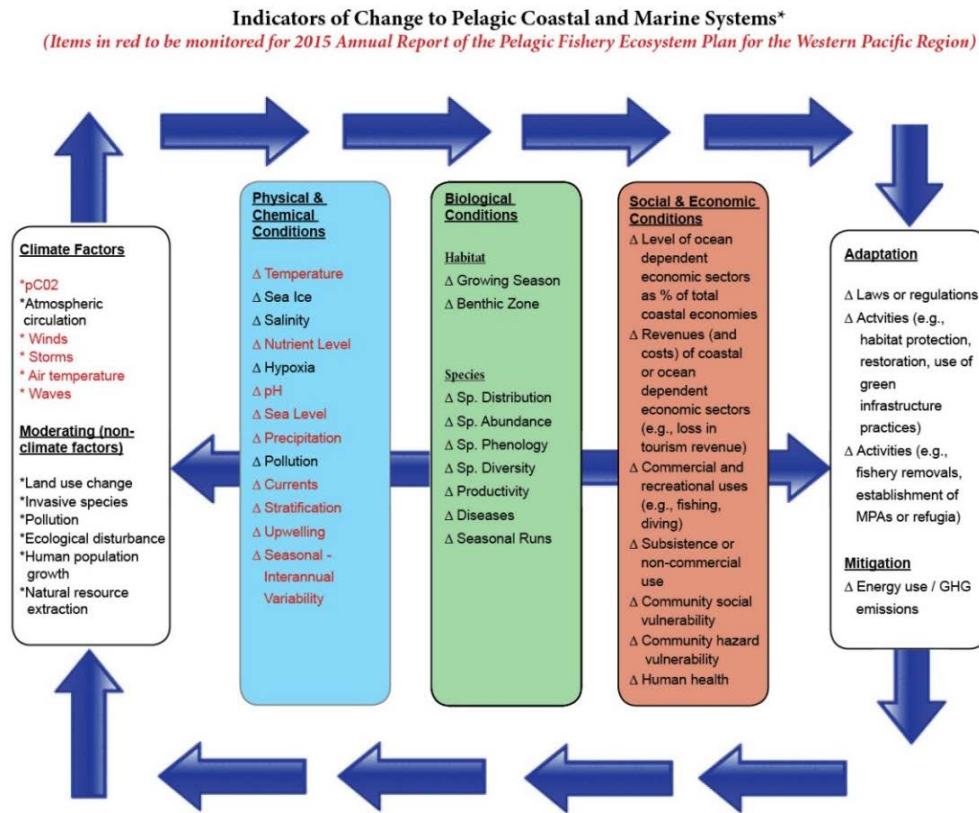 Indicators of Change to Pelagic Coastal and Marine Systems*
(Items in red to be monitored for 2015 Annual Report of the Pelagic Fishery Ecosystem Plan for the Western Pacific Region)
Climate Factors
*pC02
*Atmospheric
circulation
* Winds
* Storms
* Air temperature
* Waves
Moderating (non-
climate factors)
*Land use change
*Invasive species
*Pollution
*Ecological disturbance
*Human population
growth
*Natural resource
extraction
Physical &
Chemical
Conditions
Δ Temperature
Δ Sea Ice
Δ Salinity
Δ Nutrient Level
Δ Hypoxia
Δ pH
Δ Sea Level
Δ Precipitation
Δ Pollution
Δ Currents
Δ Stratification
Δ Upwelling
Δ Seasonal -
Interannual
Variability
Biological
Conditions
Habitat
Δ Growing Season
Δ Benthic Zone
Species
Δ Sp. Distribution
Δ Sp. Abundance
Δ Sp. Phenology
Δ Sp. Diversity
Δ Productivity
Δ Diseases
Δ Seasonal Runs
Social & Economic
Conditions
Δ Level of ocean
dependent
economic sectors
as % of total
coastal economies
Δ Revenues (and
costs) of coastal
or ocean
dependent
economic sectors
(e.g., loss in
tourism revenue)
Δ Commercial and
recreational uses
(e.g., fishing,
diving)
Δ Subsistence or
non-commercial
use
Δ Community social
vulnerability
Δ Community hazard
vulnerability
Δ Human health
Adaptation
Δ Laws or regulations
Δ Actvities (e.g.,
habitat protection,
restoration, use of
green
infrastructure
practices)
Δ Activities (e.g.,
fishery removals,
establishment of
MPAs or refugia)
Mitigation
Δ Energy use / GHG
emissions